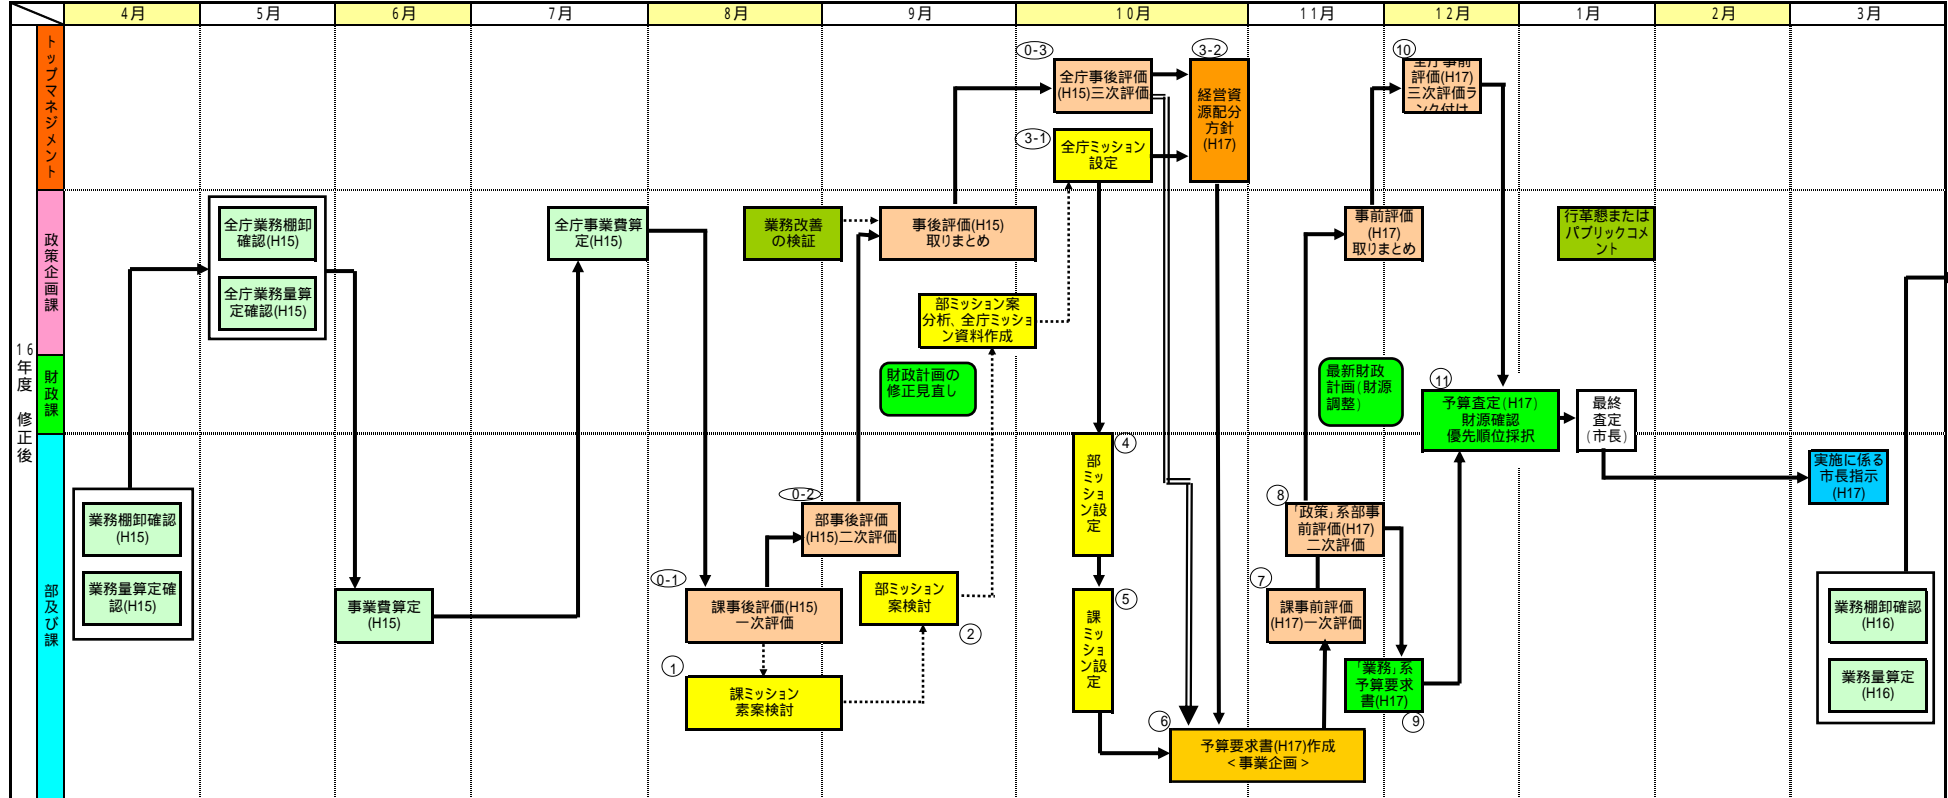 4月
5月
6月
7月
8月
9月
10月
11月
12月
1月
2月
3月
16年度 修正後
トップマネジメント
政策企画課
財政課
部及び課
0-3
全庁事後評価
(H15)三次評価
3-1
全庁ミッション
設定
3-2
経営資
源配分
方針
(H17)
10
全庁事前
評価(H17)
三次評価ラ
ンク付け
全庁業務棚卸
確認(H15)
全庁業務量算
定確認(H15)
全庁事業費算
定(H15)
業務改善
の検証
事後評価(H15)
取りまとめ
部ミッション案
分析、全庁ミッショ
ン資料作成
事前評価
(H17)
取りまとめ
行革懇または
パブリックコメ
ント
財政計画の
修正見直し
最新財政
計画(財源
調整)
11
予算査定(H17)
財源確認
優先順位採択
最終
査定
(市長)
実施に係る
市長指示
(H17)
業務棚卸確認
(H15)
業務量算定確
認(H15)
事業費算定
(H15)
0-1
課事後評価(H15)
一次評価
0-2
部事後評価
(H15)二次評価
1
課ミッション
素案検討
部ミッション
案検討
2
4
部
ミッ
ショ
ン設
定
5
課
ミッ
ショ
ン設
定
6
予算要求書(H17)作成
<事業企画>
7
課事前評価
(H17)一次評価
8
「政策」系部事
前評価(H17)
二次評価
「業務」系
予算要求
書(H17)
9
業務棚卸確認
(H16)
業務量算定
(H16)